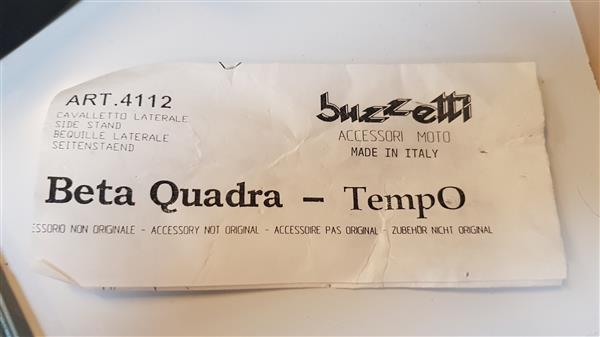 ART.4112
CAVALLETTO LATERALE
SIDE STAND
BEQUILLE LATERALE
SEITENSTAEND
buzzetti
ACCESSORI MOTO
MADE IN ITALY
Beta Quadra – TempO
ESSORIO NON ORIGINALE - ACCESSORY NOT ORIGINAL - ACCESSOIRE PAS ORIGINAL - ZUBEHÖR NICHT ORIGINAL